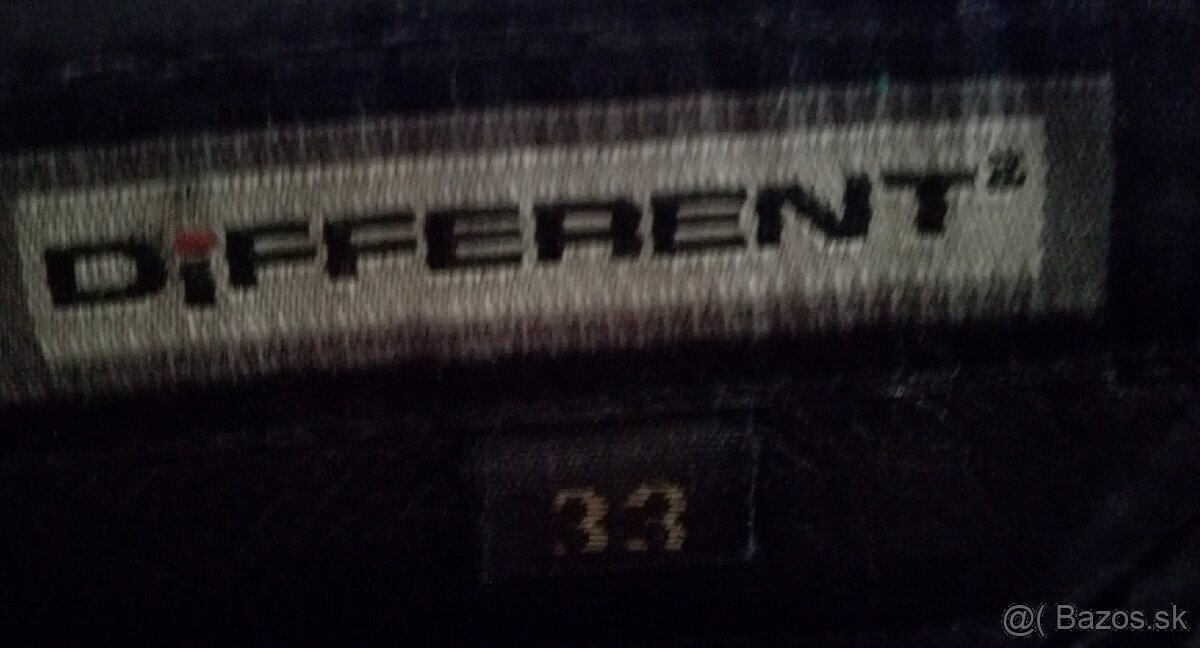 DiFFERENT
33
@( Bazos.sk